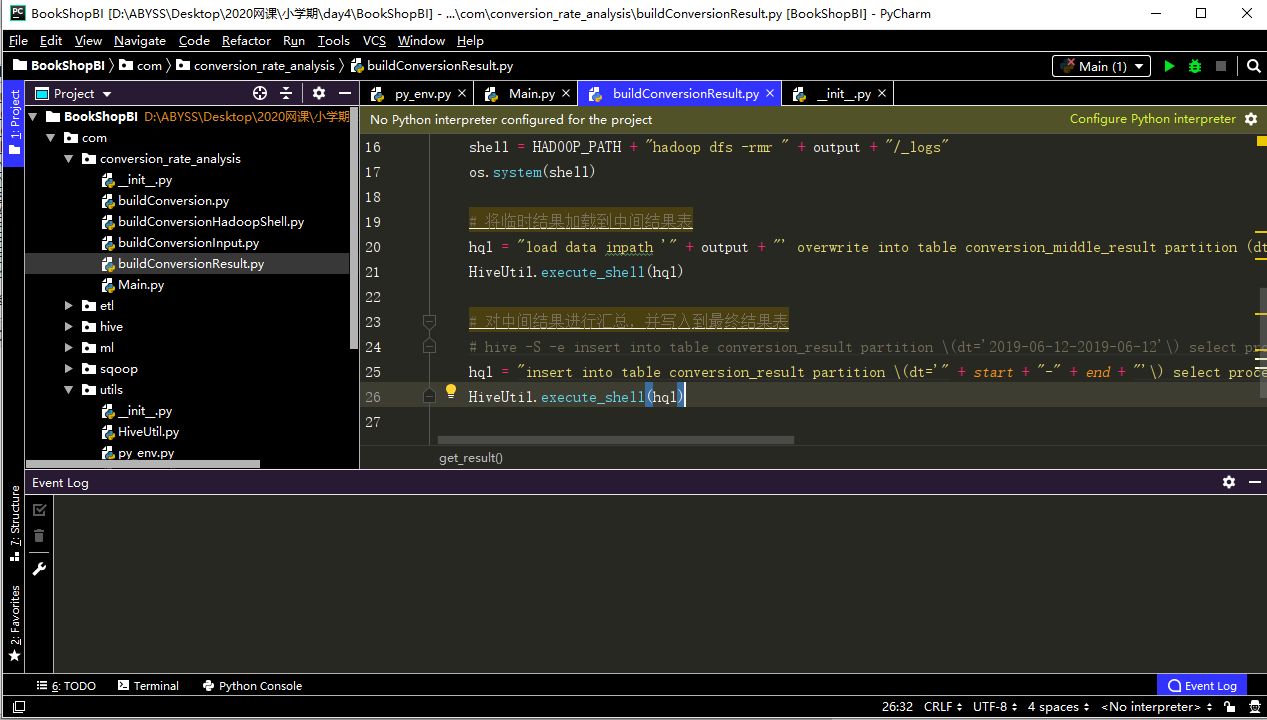 BookShopBI [D:\ABYSS\Desktop\2020网课\小学期\day4\BookShopBI] - ...\com\conversion_rate_analysis\buildConversionResult.py [BookShopBI] - PyCharm
File Edit View Navigate Code Refactor Run Tools VCS Window Help
BookShopBI com conversion_rate_analysis buildConversionResult.py Main (1)
Project py_env.py Main.py buildConversionResult.py __init__.py
1: Project
BookShopBI D:\ABYSS\Desktop\2020网课\小学期
com
conversion_rate_analysis
__init__.py
buildConversion.py
buildConversionHadoopShell.py
buildConversionInput.py
buildConversionResult.py
Main.py
etl
hive
ml
sqoop
utils
__init__.py
HiveUtil.py
py_env.py
No Python interpreter configured for the project Configure Python interpreter
16 shell = HADOOP_PATH + "hadoop dfs -rmr " + output + "/_logs"
17 os.system(shell)
18
19 # 将临时结果加载到中间结果表
20 hql = "load data inpath '" + output + "' overwrite into table conversion_middle_result partition (dt
21 HiveUtil.execute_shell(hql)
22
23 # 对中间结果进行汇总，并写入到最终结果表
24 # hive -S -e insert into table conversion_result partition \(dt='2019-06-12-2019-06-12'\) select pro
25 hql = "insert into table conversion_result partition \(dt='" + start + "-" + end + "'\) select proce
26 HiveUtil.execute_shell(hql)
27
get_result()
Event Log
7: Structure
2: Favorites
6: TODO Terminal Python Console Event Log
26:32 CRLF UTF-8 4 spaces <No interpreter>